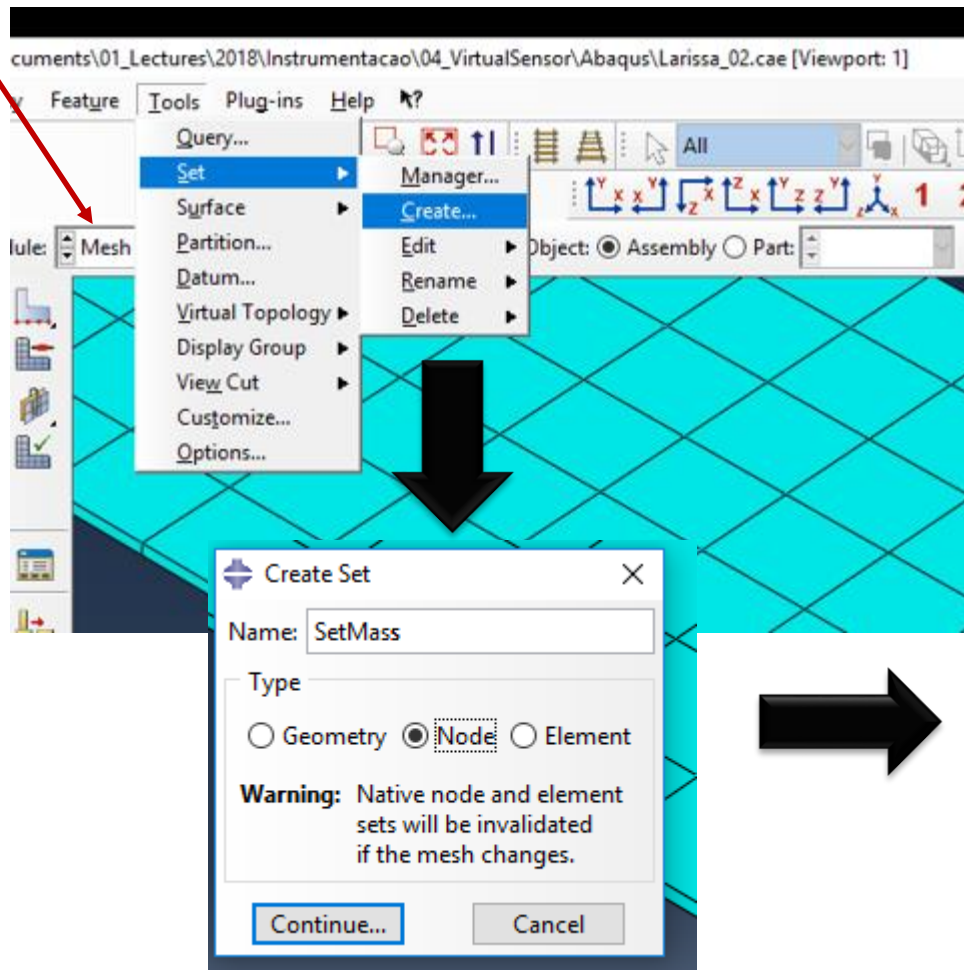 cuments\01_Lectures\2018\Instrumentacao\04_VirtualSensor\Abaqus\Larissa_02.cae [Viewport: 1]
y Feature Tools Plug-ins Help ?
Query...
All
Set
Manager...
Surface
Create...
1 2
Partition...
Edit
lule: Mesh
Object: Assembly Part:
Datum...
Rename
Virtual Topology
Delete
Display Group
View Cut
Customize...
Options...
Create Set
Name: SetMass
Type
Geometry Node Element
Warning: Native node and element
sets will be invalidated
if the mesh changes.
Continue... Cancel